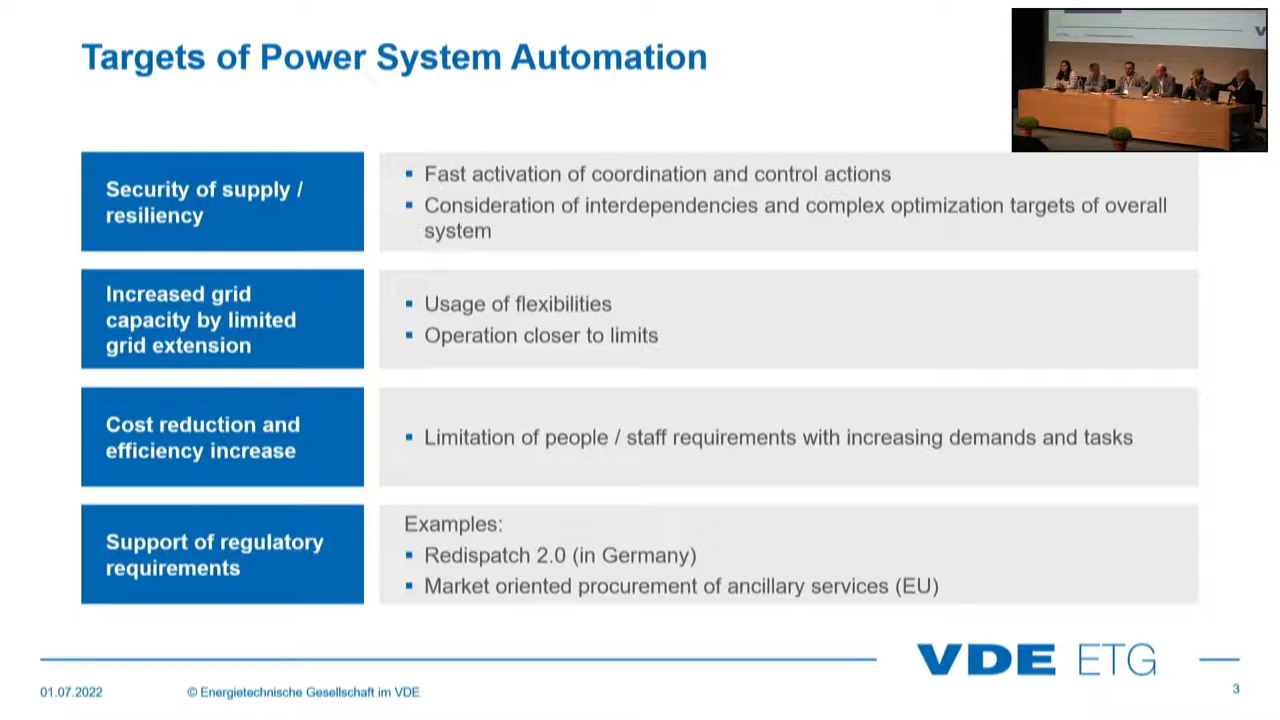 Targets of Power System Automation
Security of supply /
resiliency
▪ Fast activation of coordination and control actions
▪ Consideration of interdependencies and complex optimization targets of overall
system
Increased grid
capacity by limited
grid extension
▪ Usage of flexibilities
▪ Operation closer to limits
Cost reduction and
efficiency increase
▪ Limitation of people / staff requirements with increasing demands and tasks
Support of regulatory
requirements
Examples:
▪ Redispatch 2.0 (in Germany)
▪ Market oriented procurement of ancillary services (EU)
VDE ETG
01.07.2022
© Energietechnische Gesellschaft im VDE
3